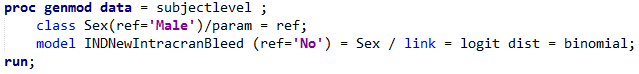 proc genmod data = subjectlevel ;
class Sex(ref='Male')/param = ref;
model INDNewIntracranBleed (ref='No') = Sex / link = logit dist = binomial;
run;